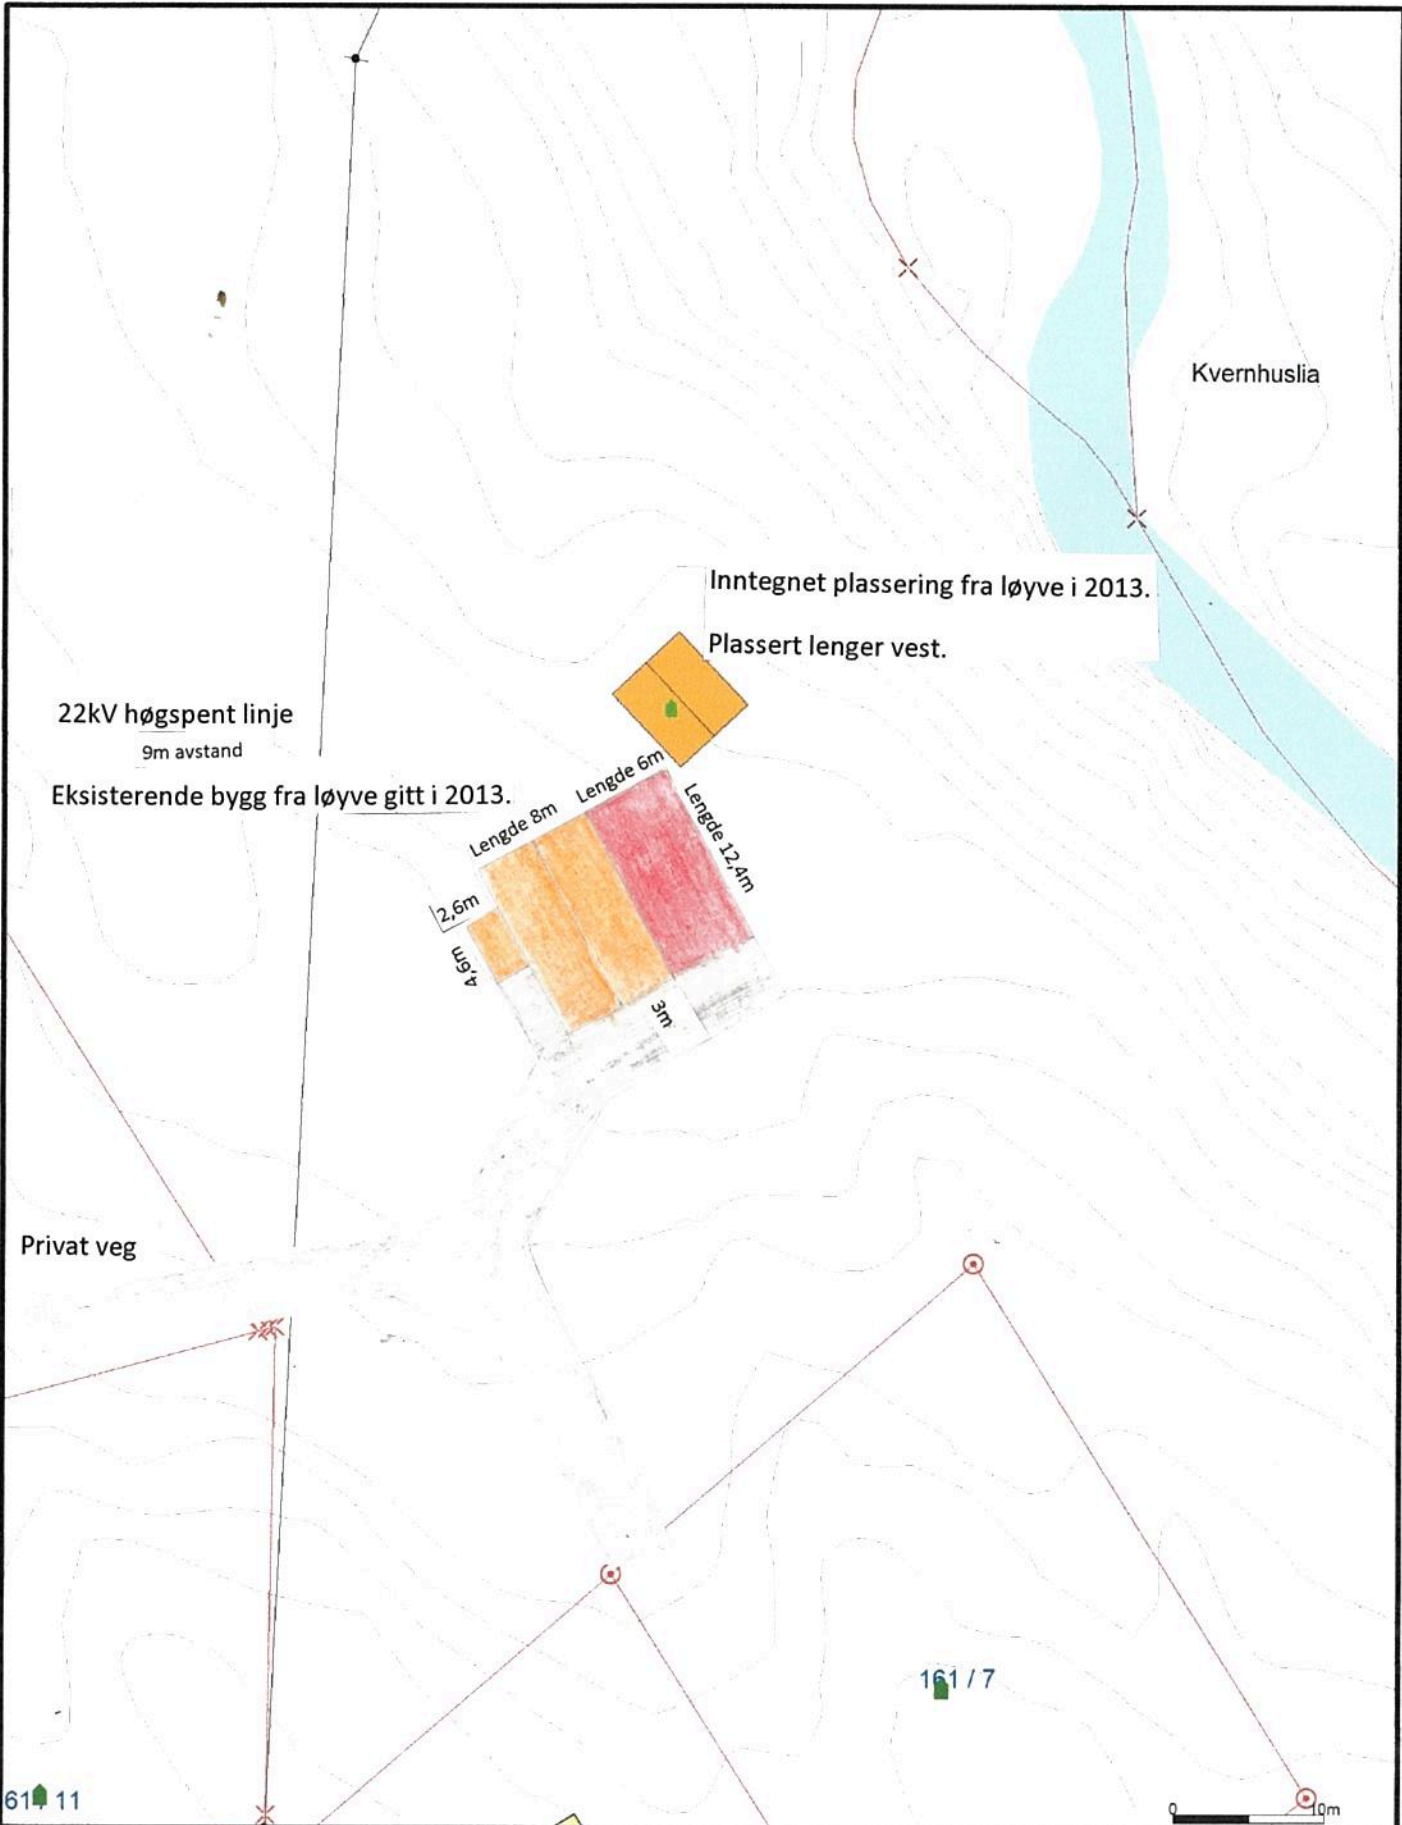 Kvernhuslia
Inntegnet plassering fra løyve i 2013.
Plassert lenger vest.
22kV høgspent linje
9m avstand
Eksisterende bygg fra løyve gitt i 2013.
Lengde 8m
Lengde 6m
Lengde 12,4m
2,6m
4,6m
3m
Privat veg
161 / 7
61 / 11
0 10m